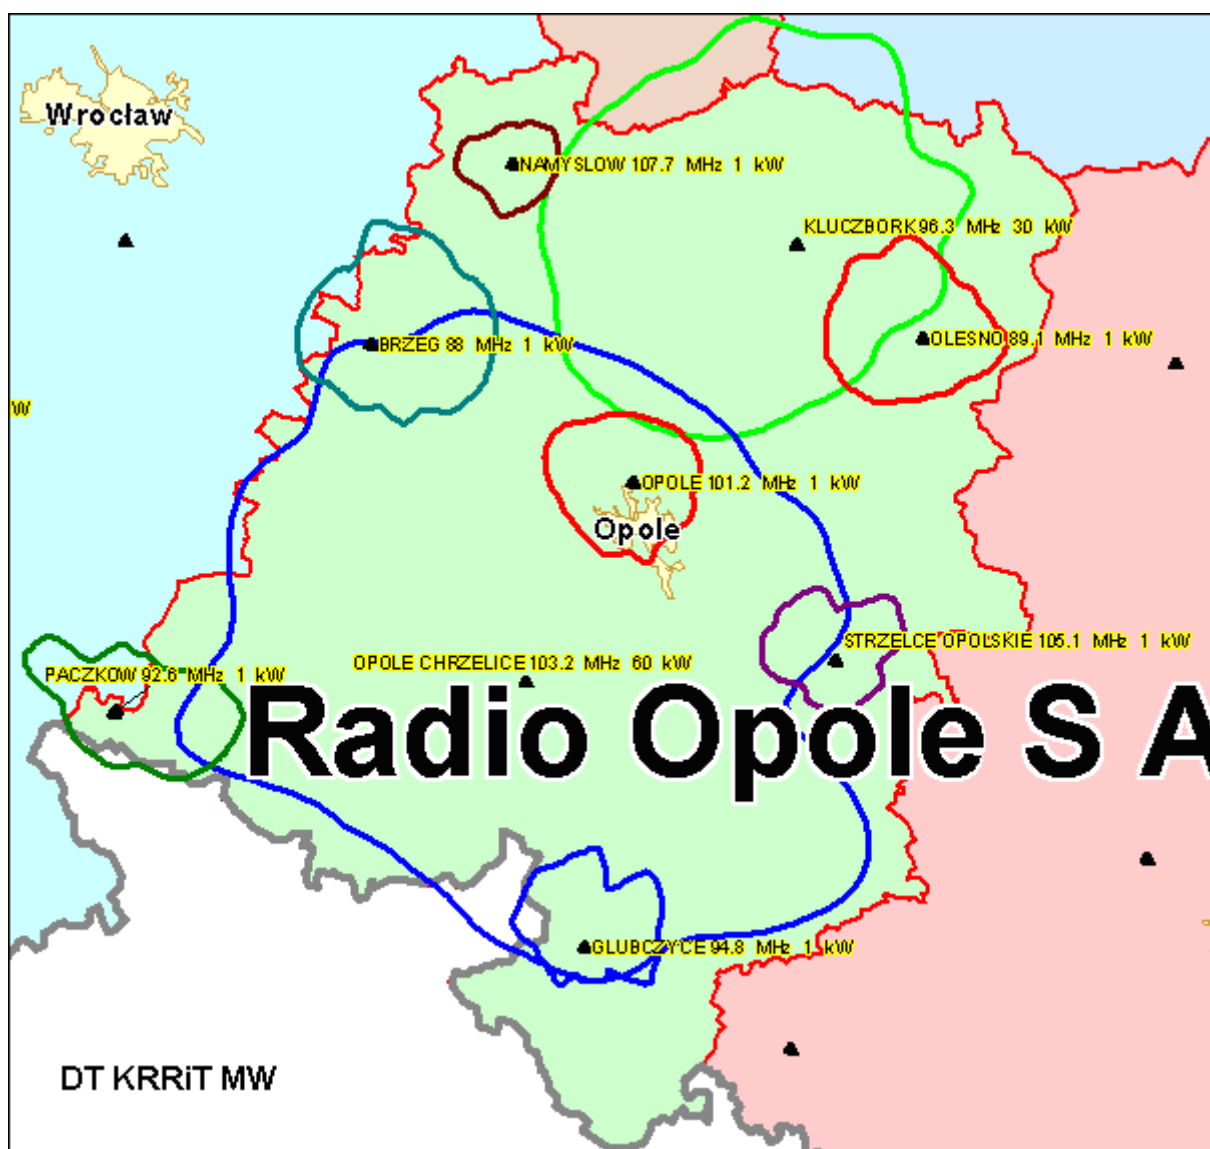 Wrocław
NAMYSLOW 107.7 MHz 1 kW
KLUCZBORK 96.3 MHz 30 kW
BRZEG 88 MHz 1 kW
OLESNO 89.1 MHz 1 kW
W
OPOLE 101.2 MHz 1 kW
Opole
STRZELCE OPOLSKIE 105.1 MHz 1 kW
OPOLE CHRZELICE 103.2 MHz 60 kW
PACZKOW 92.6 MHz 1 kW
Radio Opole S A
GLUBCZYCE 94.8 MHz 1 kW
DT KRRiT MW